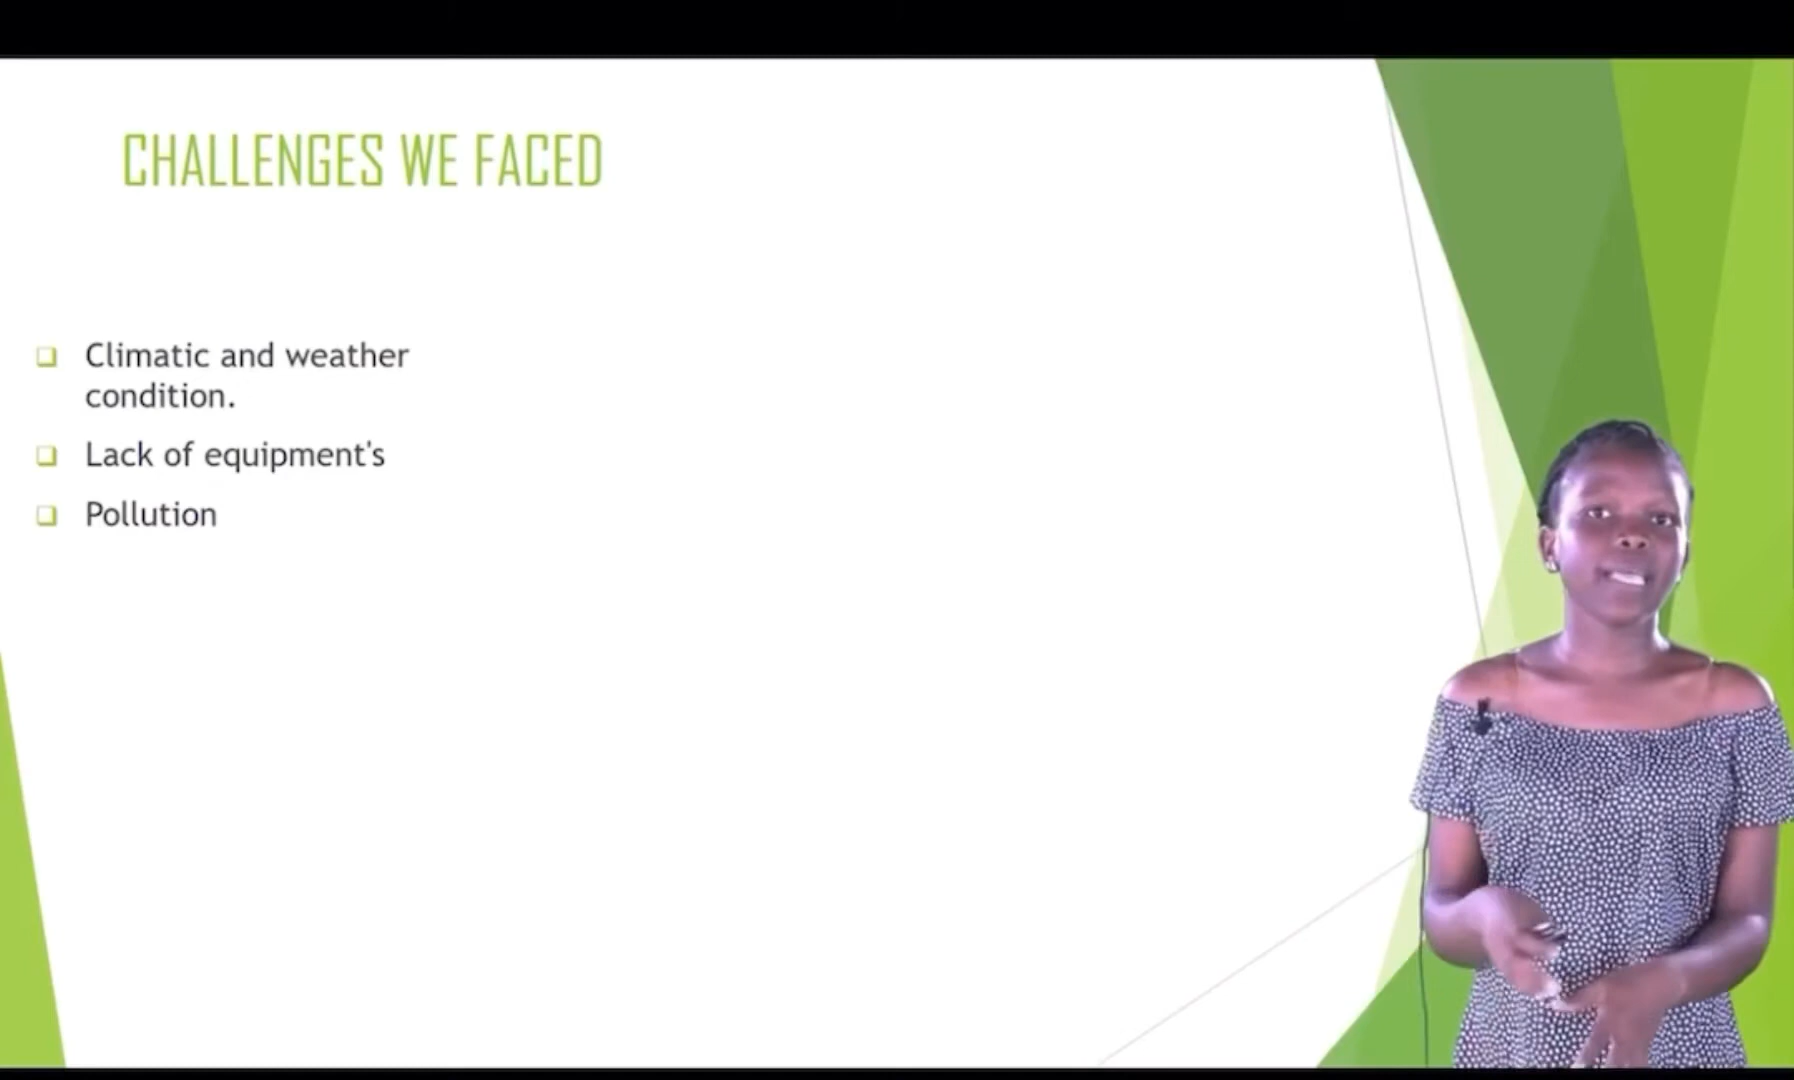 CHALLENGES WE FACED
Climatic and weather
condition.
Lack of equipment's
Pollution